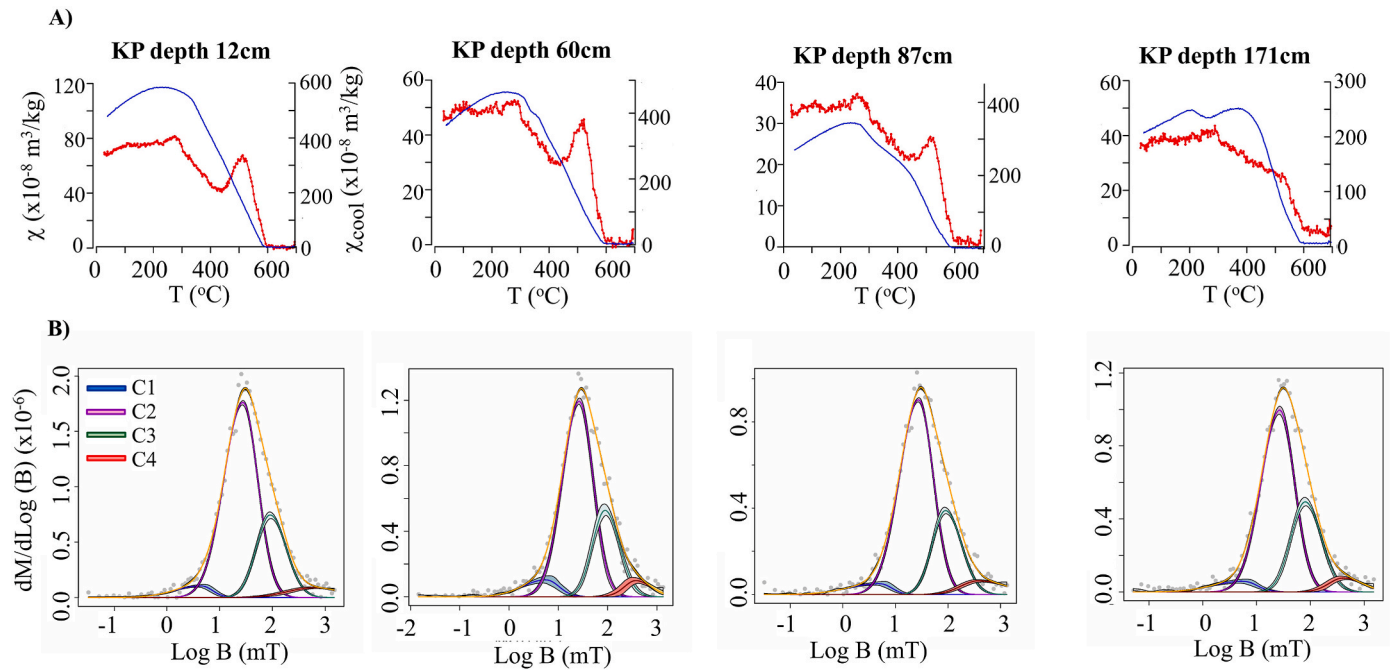 A)
KP depth 12cm
KP depth 60cm
KP depth 87cm
KP depth 171cm
χ (x10-8 m3/kg)
120
80
40
0
χcool (x10-8 m3/kg)
600
400
200
0
0 200 400 600
T (oC)
60
40
20
0
400
200
0
0 200 400 600
T (oC)
40
30
20
10
0
400
200
0
0 200 400 600
T (oC)
60
40
20
0
300
200
100
0
0 200 400 600
T (oC)
B)
dM/dLog (B) (x10-6)
2.0
1.5
1.0
0.5
0.0
C1
C2
C3
C4
-1 0 1 2 3
Log B (mT)
1.2
0.8
0.4
0.0
-2 -1 0 1 2 3
Log B (mT)
0.8
0.4
0.0
-1 0 1 2 3
Log B (mT)
1.2
0.8
0.4
0.0
-1 0 1 2 3
Log B (mT)